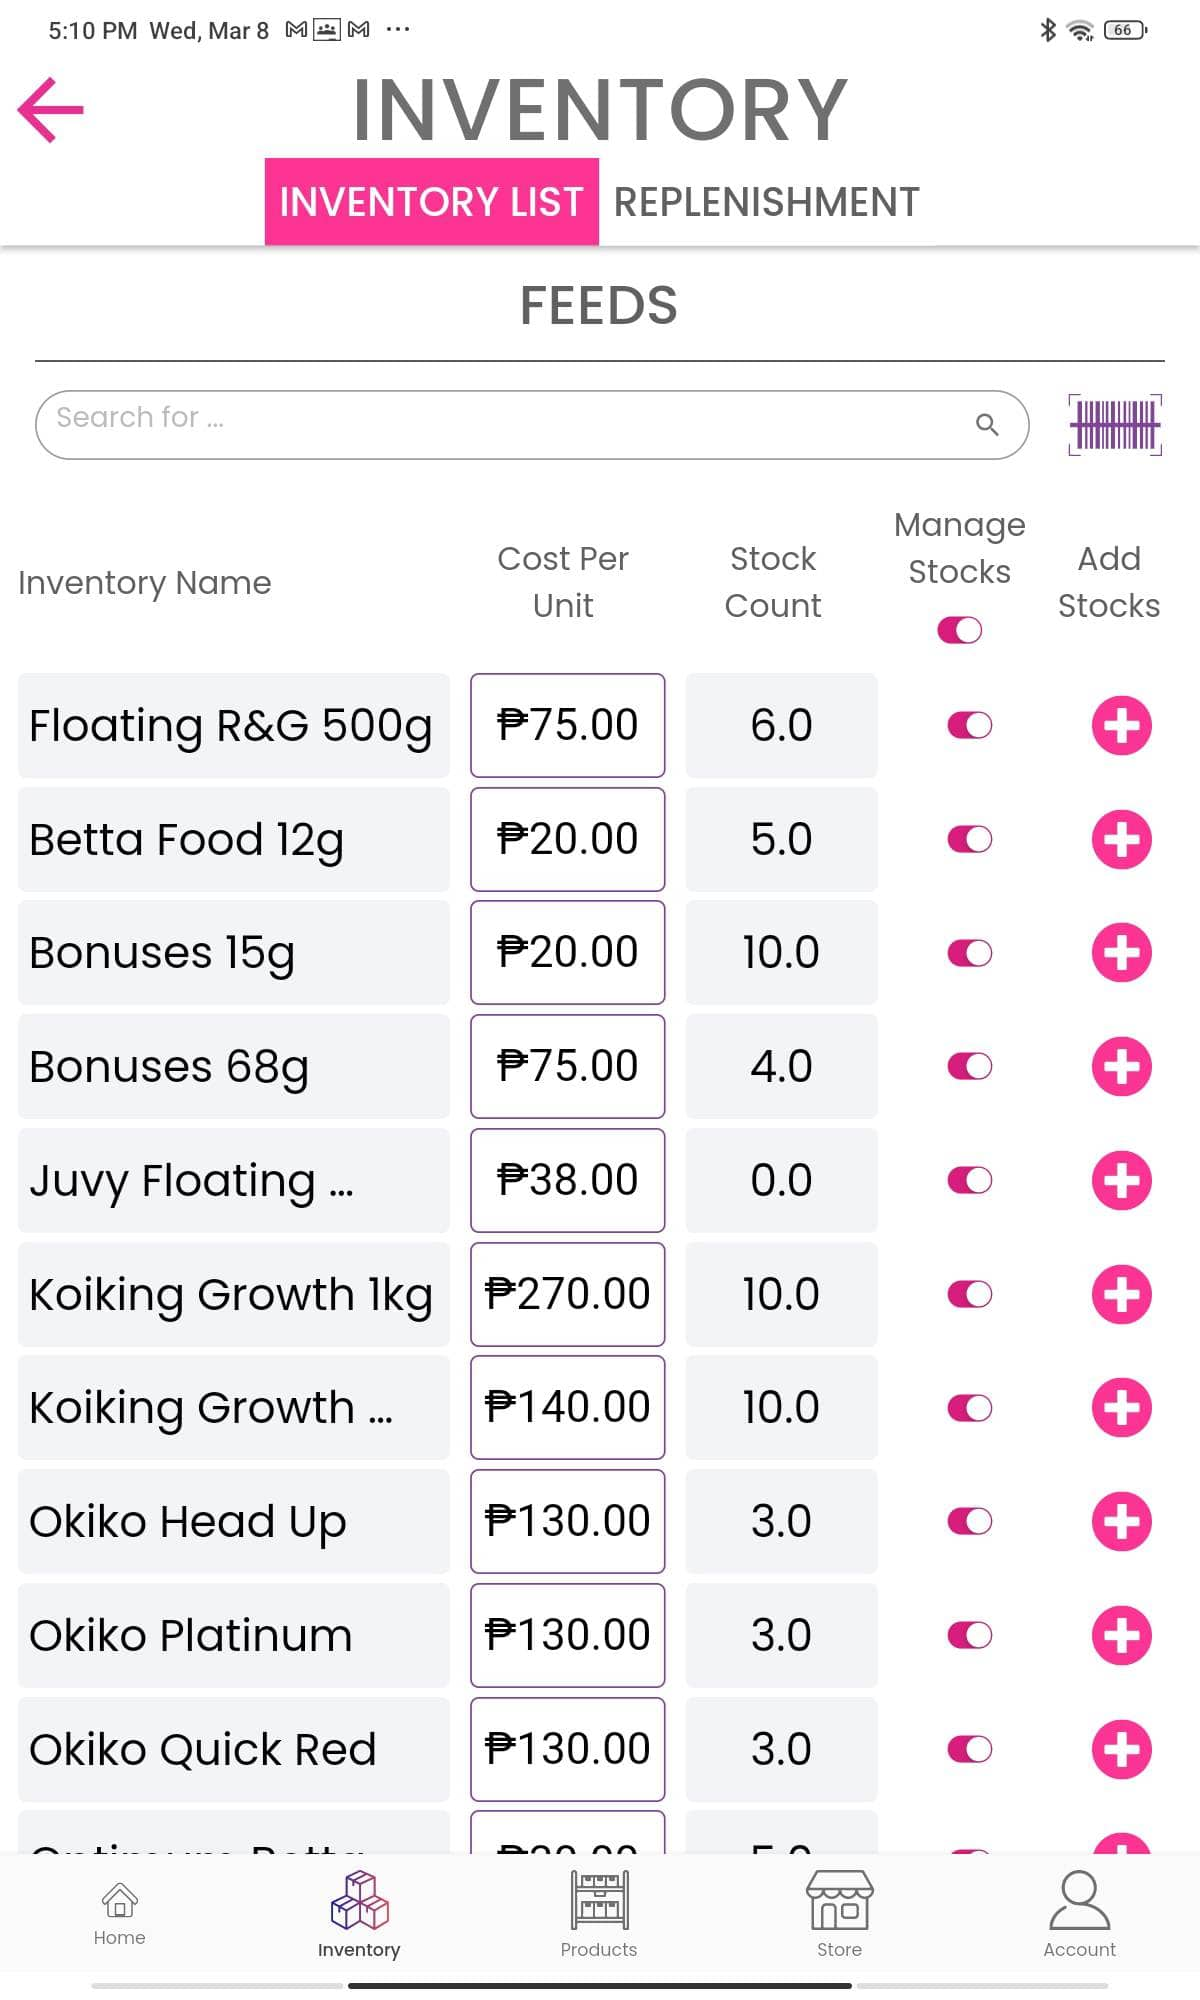 5:10 PM Wed, Mar 8 ... 66
INVENTORY
INVENTORY LIST REPLENISHMENT
FEEDS
Search for ...
Inventory Name
Cost Per
Unit
Stock
Count
Manage
Stocks
Add
Stocks
Floating R&G 500g ₱75.00 6.0
Betta Food 12g ₱20.00 5.0
Bonuses 15g ₱20.00 10.0
Bonuses 68g ₱75.00 4.0
Juvy Floating ... ₱38.00 0.0
Koiking Growth 1kg ₱270.00 10.0
Koiking Growth ... ₱140.00 10.0
Okiko Head Up ₱130.00 3.0
Okiko Platinum ₱130.00 3.0
Okiko Quick Red ₱130.00 3.0
Home Inventory Products Store Account